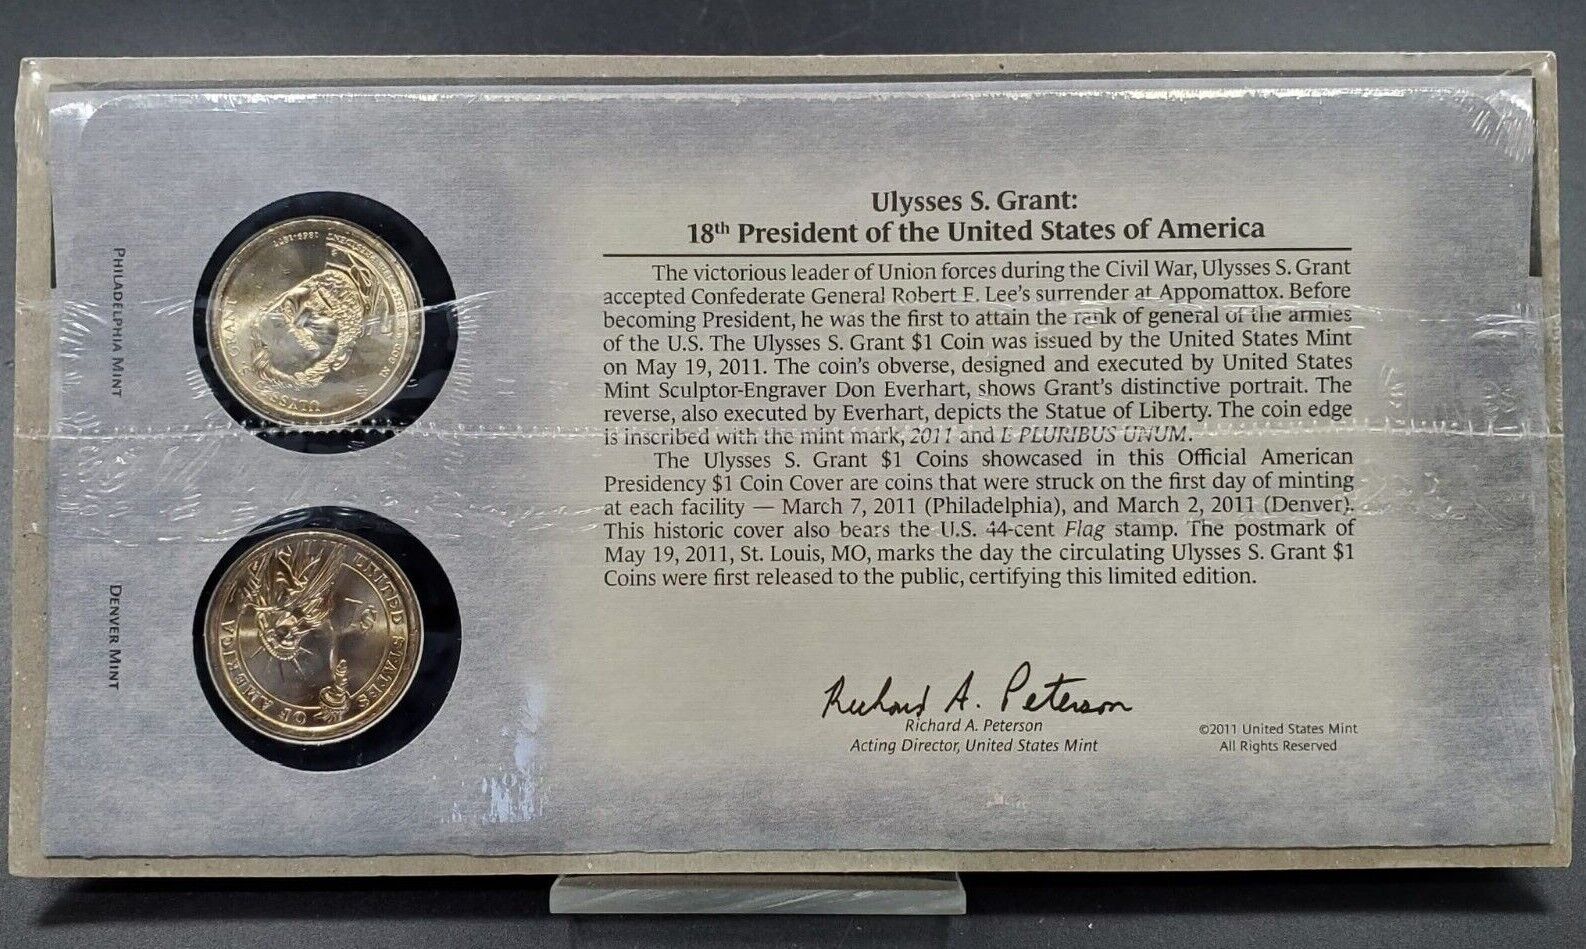 Ulysses S. Grant:
18th President of the United States of America
The victorious leader of Union forces during the Civil War, Ulysses S. Grant
accepted Confederate General Robert E. Lee's surrender at Appomattox. Before
becoming President, he was the first to attain the rank of general of the armies
of the U.S. The Ulysses S. Grant $1 Coin was issued by the United States Mint
on May 19, 2011. The coin's obverse, designed and executed by United States
Mint Sculptor-Engraver Don Everhart, shows Grant's distinctive portrait. The
reverse, also executed by Everhart, depicts the Statue of Liberty. The coin edge
is inscribed with the mint mark, 2011 and E PLURIBUS UNUM.
The Ulysses S. Grant $1 Coins showcased in this Official American
Presidency $1 Coin Cover are coins that were struck on the first day of minting
at each facility — March 7, 2011 (Philadelphia), and March 2, 2011 (Denver).
This historic cover also bears the U.S. 44-cent Flag stamp. The postmark of
May 19, 2011, St. Louis, MO, marks the day the circulating Ulysses S. Grant $1
Coins were first released to the public, certifying this limited edition.
Richard A. Peterson
Richard A. Peterson
Acting Director, United States Mint
©2011 United States Mint
All Rights Reserved
PHILADELPHIA MINT
ULYSSES S. GRANT
IN GOD WE TRUST
18TH PRESIDENT 1869-1877
DENVER MINT
UNITED STATES OF AMERICA
$1